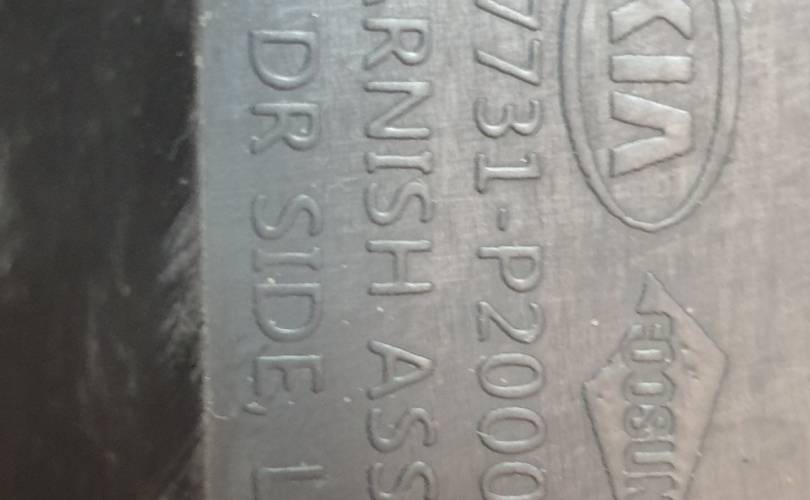 KIA
7731-P2000
ARNISH ASS
DR SIDE, L